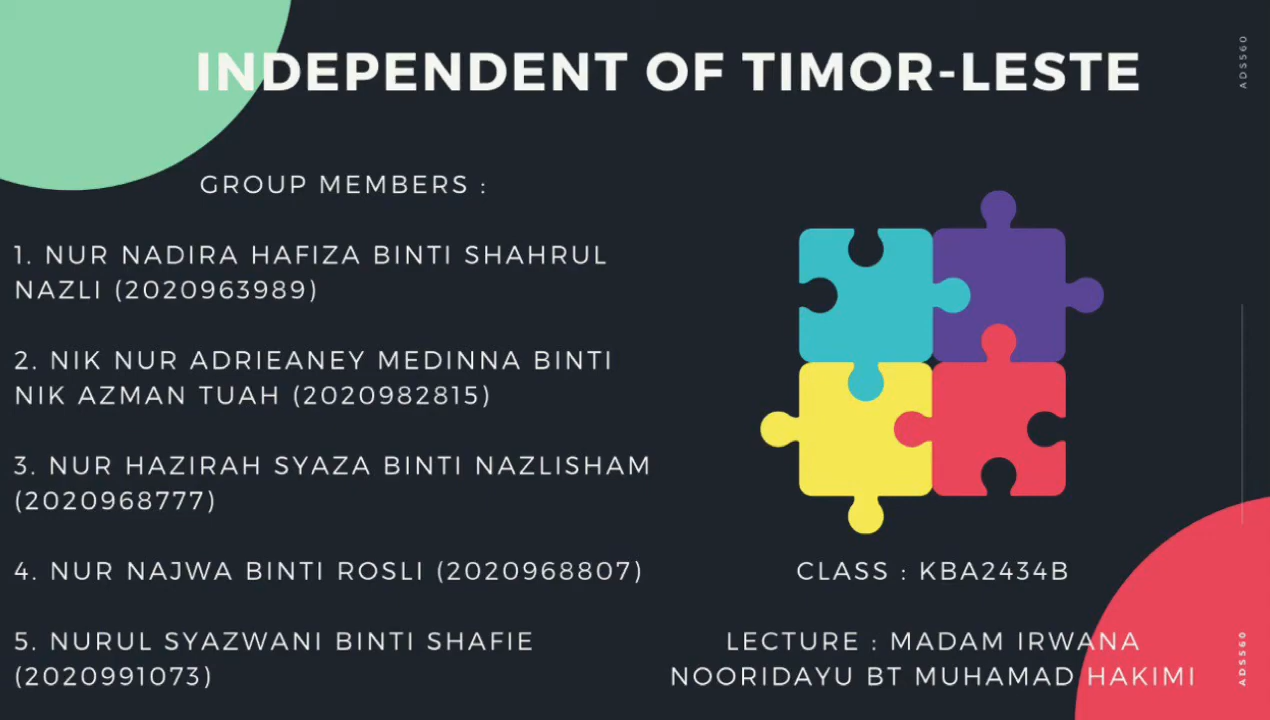 INDEPENDENT OF TIMOR-LESTE
ADS560
GROUP MEMBERS :
1. NUR NADIRA HAFIZA BINTI SHAHRUL
NAZLI (2020963989)
2. NIK NUR ADRIEANEY MEDINNA BINTI
NIK AZMAN TUAH (2020982815)
3. NUR HAZIRAH SYAZA BINTI NAZLISHAM
(2020968777)
4. NUR NAJWA BINTI ROSLI (2020968807)
5. NURUL SYAZWANI BINTI SHAFIE
(2020991073)
CLASS : KBA2434B
LECTURE : MADAM IRWANA
NOORIDAYU BT MUHAMAD HAKIMI
ADS560